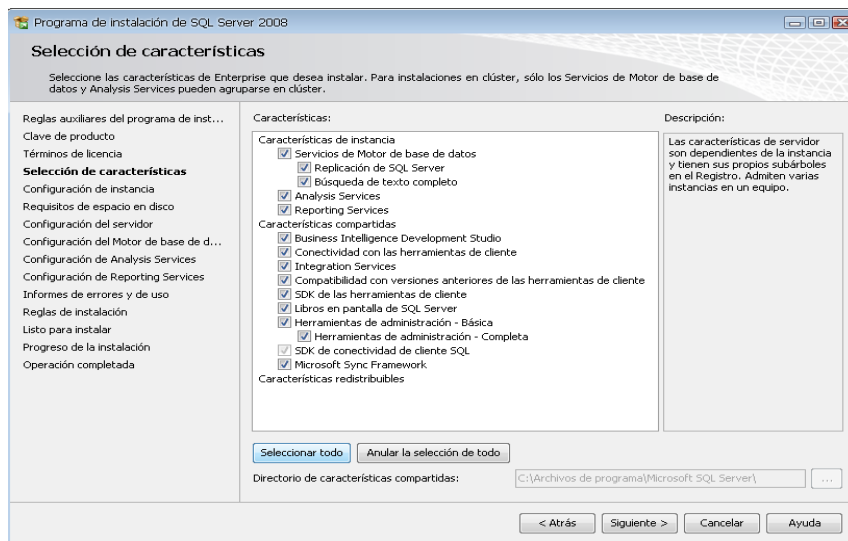 Programa de instalación de SQL Server 2008
Selección de características
Seleccione las características de Enterprise que desea instalar. Para instalaciones en clúster, sólo los Servicios de Motor de base de
datos y Analysis Services pueden agruparse en clúster.
Reglas auxiliares del programa de inst...
Clave de producto
Términos de licencia
Selección de características
Configuración de instancia
Requisitos de espacio en disco
Configuración del servidor
Configuración del Motor de base de d...
Configuración de Analysis Services
Configuración de Reporting Services
Informes de errores y de uso
Reglas de instalación
Listo para instalar
Progreso de la instalación
Operación completada
Características:
Características de instancia
Servicios de Motor de base de datos
Replicación de SQL Server
Búsqueda de texto completo
Analysis Services
Reporting Services
Características compartidas
Business Intelligence Development Studio
Conectividad con las herramientas de cliente
Integration Services
Compatibilidad con versiones anteriores de las herramientas de cliente
SDK de las herramientas de cliente
Libros en pantalla de SQL Server
Herramientas de administración - Básica
Herramientas de administración - Completa
SDK de conectividad de cliente SQL
Microsoft Sync Framework
Características redistribuibles
Descripción:
Las características de servidor
son dependientes de la instancia
y tienen sus propios subárboles
en el Registro. Admiten varias
instancias en un equipo.
Seleccionar todo
Anular la selección de todo
Directorio de características compartidas:
C:\Archivos de programa\Microsoft SQL Server\
...
< Atrás
Siguiente >
Cancelar
Ayuda